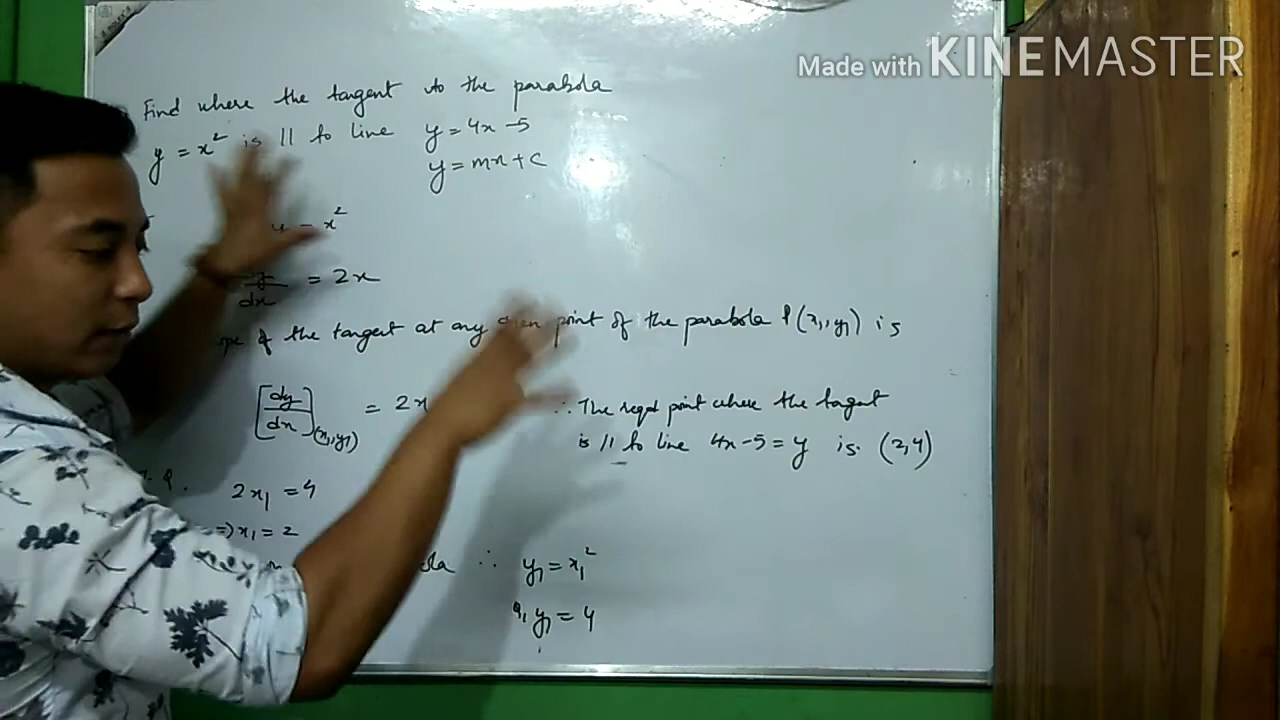 Made with KINEMASTER
Find where the tangent to the parabola
y = x² is // to line y = 4x - 5
y = mx + c
y = x²
dx = 2x
of the tangent at any given point of the parabola P(x₁, y₁) is
[dy/dx](x₁, y₁) = 2x
∴ The reqd point where the tangent
is // to line 4x - 5 = y is. (2, 4)
2x₁ = 4
=> x₁ = 2
∴ y₁ = x₁²
y₁ = 4